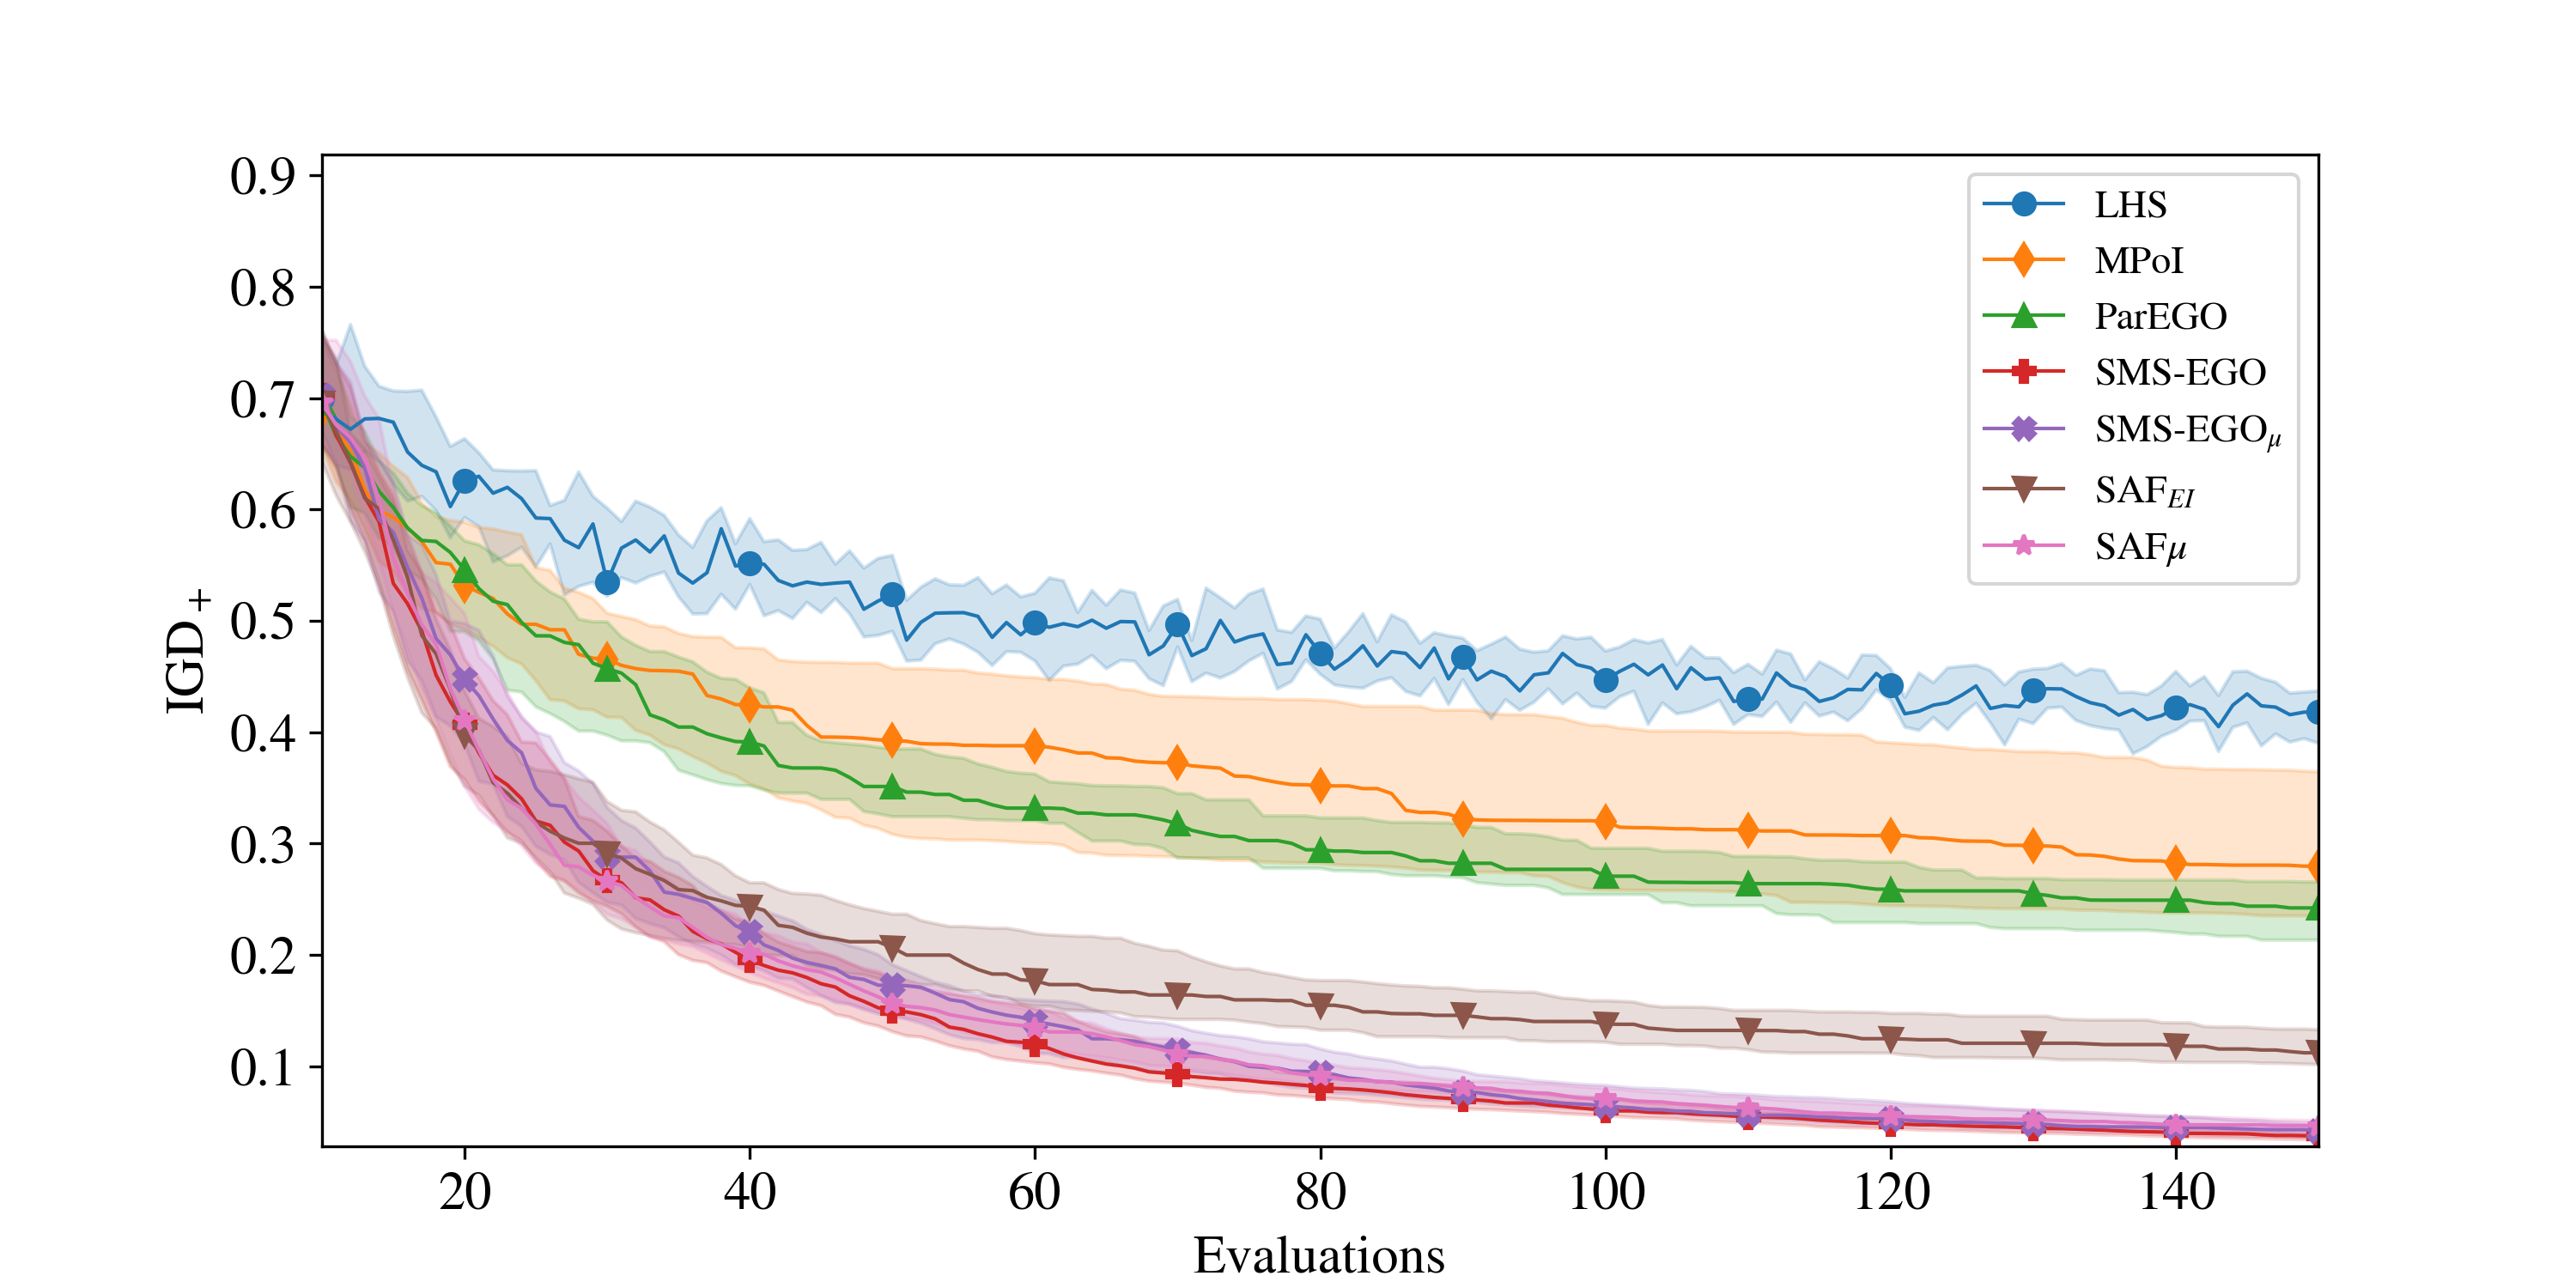 0.9
0.8
0.7
0.6
0.5
0.4
0.3
0.2
0.1
IGD+
20 40 60 80 100 120 140
Evaluations
LHS
MPoI
ParEGO
SMS-EGO
SMS-EGOμ
SAFEI
SAFμ